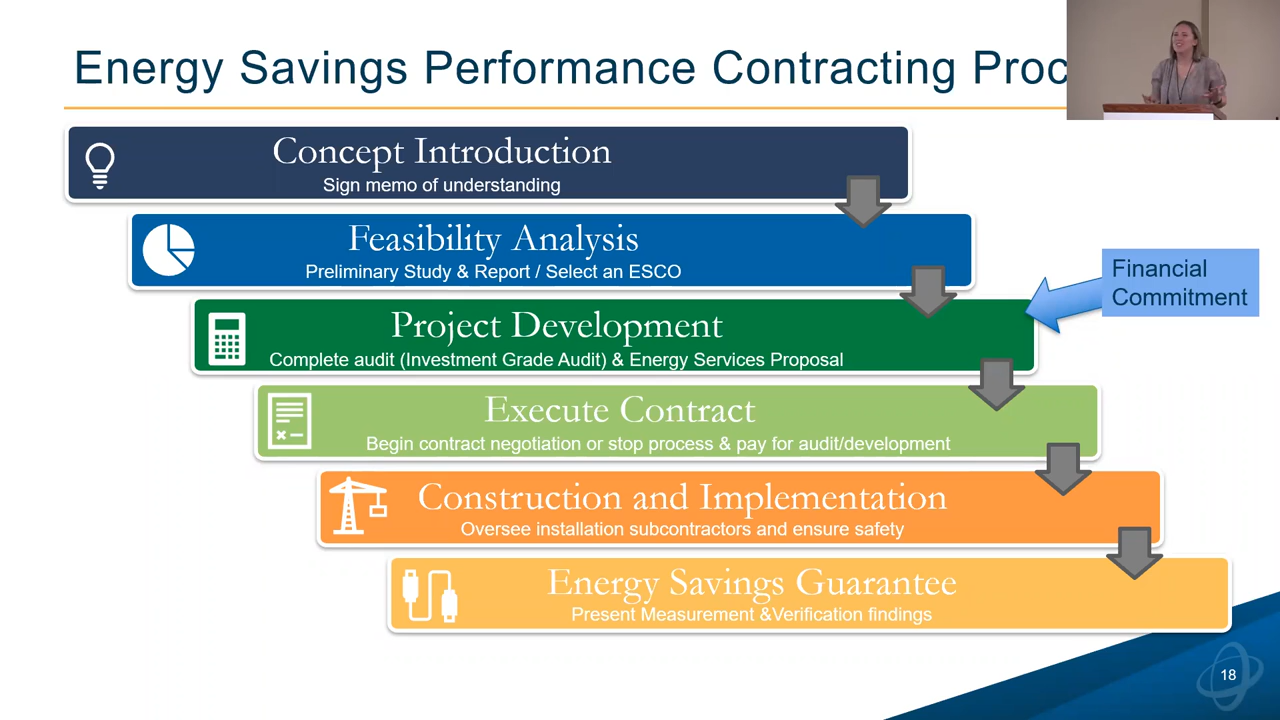 Energy Savings Performance Contracting Proc
Concept Introduction
Sign memo of understanding
Feasibility Analysis
Preliminary Study & Report / Select an ESCO
Financial
Commitment
Project Development
Complete audit (Investment Grade Audit) & Energy Services Proposal
Execute Contract
Begin contract negotiation or stop process & pay for audit/development
Construction and Implementation
Oversee installation subcontractors and ensure safety
Energy Savings Guarantee
Present Measurement &Verification findings
18